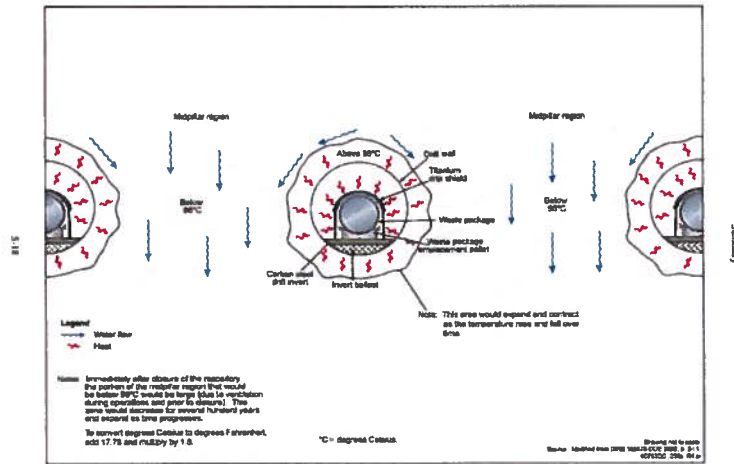 Midpillar region
Midpillar region
Above 96°C
Drift wall
Titanium
drip shield
Below
96°C
Below
96°C
Waste package
Waste package
emplacement pallet
Carbon steel
drift invert
Invert ballast
Note: This area would expand and contract
as the temperature rose and fell over
time.
Legend
Water flow
Heat
Immediately after closure of the repository
the portion of the midpillar region that would
be below 96°C would be large (due to ventilation
during operations and prior to closure). This
zone would decrease for several hundred years
and expand as time progresses.
To convert degrees Celsius to degrees Fahrenheit,
add 17.78 and multiply by 1.8.
°C = degrees Celsius.
Drawing not to scale